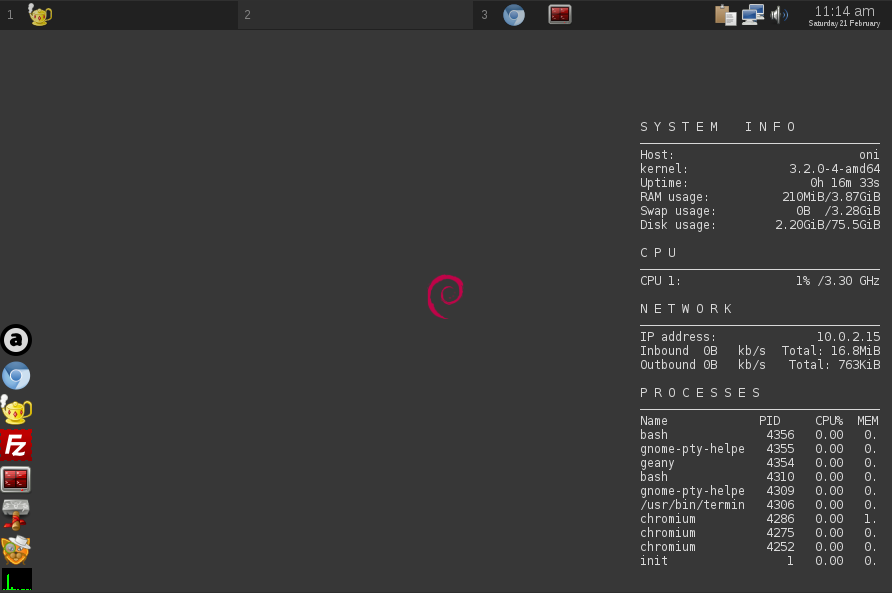 1
2
3
11:14 am
Saturday 21 February
SYSTEM INFO
Host: oni
kernel: 3.2.0-4-amd64
Uptime: 0h 16m 33s
RAM usage: 210MiB/3.87GiB
Swap usage: 0B /3.28GiB
Disk usage: 2.20GiB/75.5GiB
CPU
CPU 1: 1% /3.30 GHz
NETWORK
IP address: 10.0.2.15
Inbound 0B kb/s Total: 16.8MiB
Outbound 0B kb/s Total: 763KiB
PROCESSES
Name PID CPU% MEM
bash 4356 0.00 0.
gnome-pty-helpe 4355 0.00 0.
geany 4354 0.00 0.
bash 4310 0.00 0.
gnome-pty-helpe 4309 0.00 0.
/usr/bin/termin 4306 0.00 0.
chromium 4286 0.00 1.
chromium 4275 0.00 0.
chromium 4252 0.00 0.
init 1 0.00 0.
a
Fz